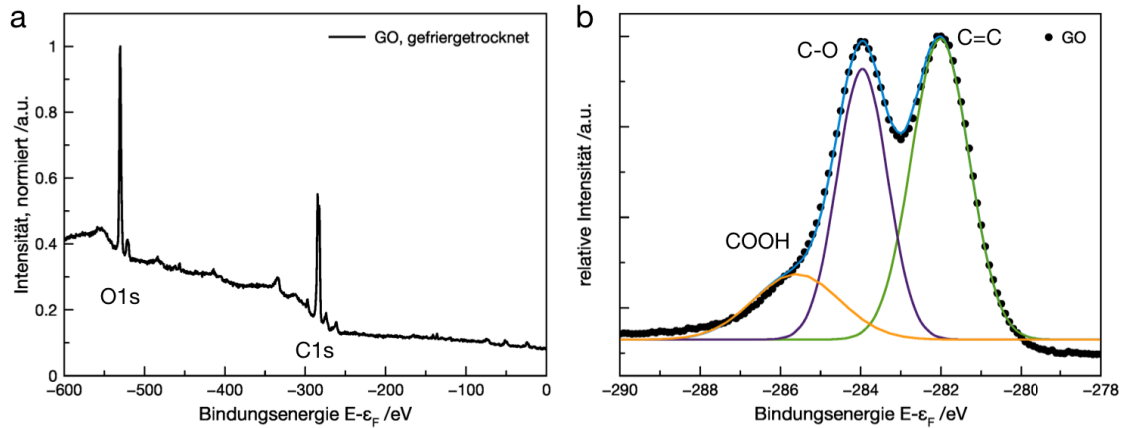 a
GO, gefriergetrocknet
Intensität, normiert /a.u.
1
0.8
0.6
0.4
0.2
0
O1s
C1s
−600 −500 −400 −300 −200 −100 0
Bindungsenergie E-εF /eV
b
C-O
C=C
GO
COOH
relative Intensität /a.u.
−290 −288 −286 −284 −282 −280 −278
Bindungsenergie E-εF /eV